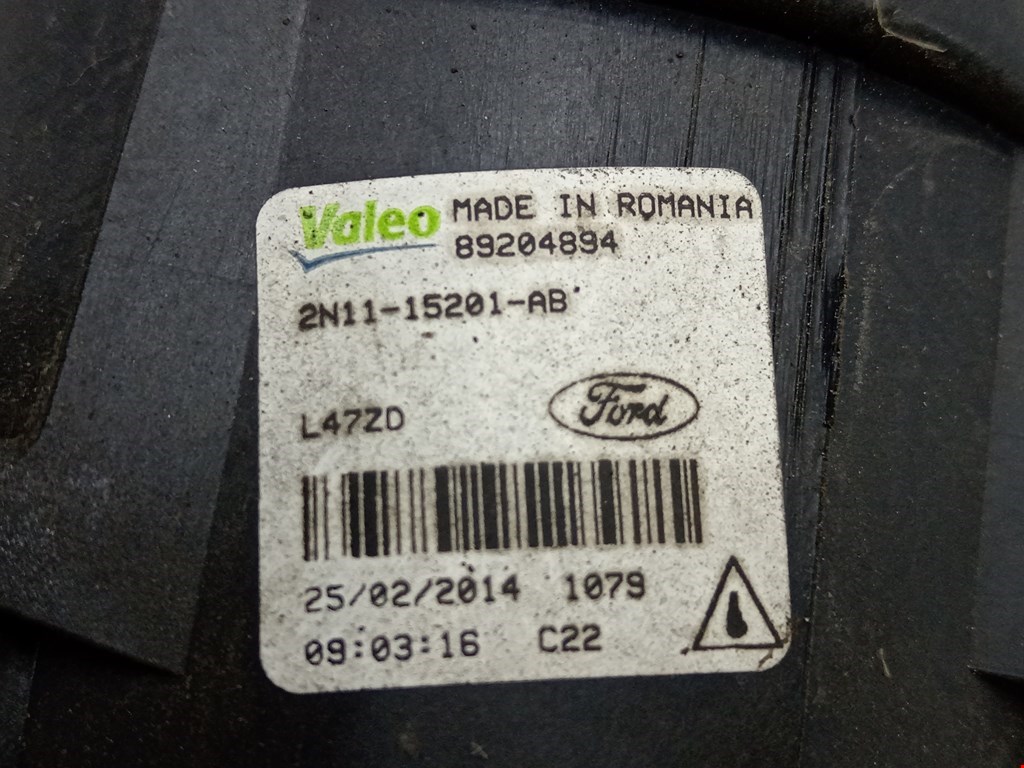 Valeo MADE IN ROMANIA
89204894
2N11-15201-AB
L47ZD
Ford
25/02/2014 1079
09:03:16 C22